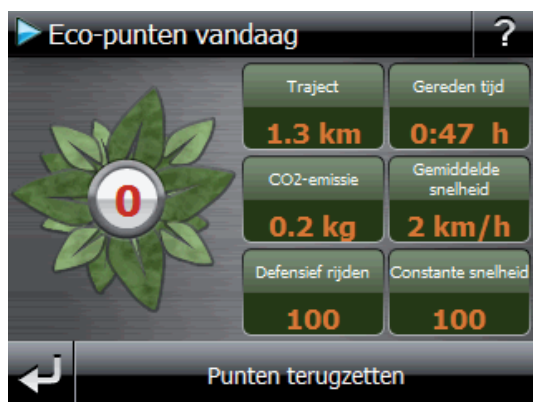 Eco-punten vandaag
?
0
Traject
1.3 km
Gereden tijd
0:47 h
CO2-emissie
0.2 kg
Gemiddelde
snelheid
2 km/h
Defensief rijden
100
Constante snelheid
100
Punten terugzetten